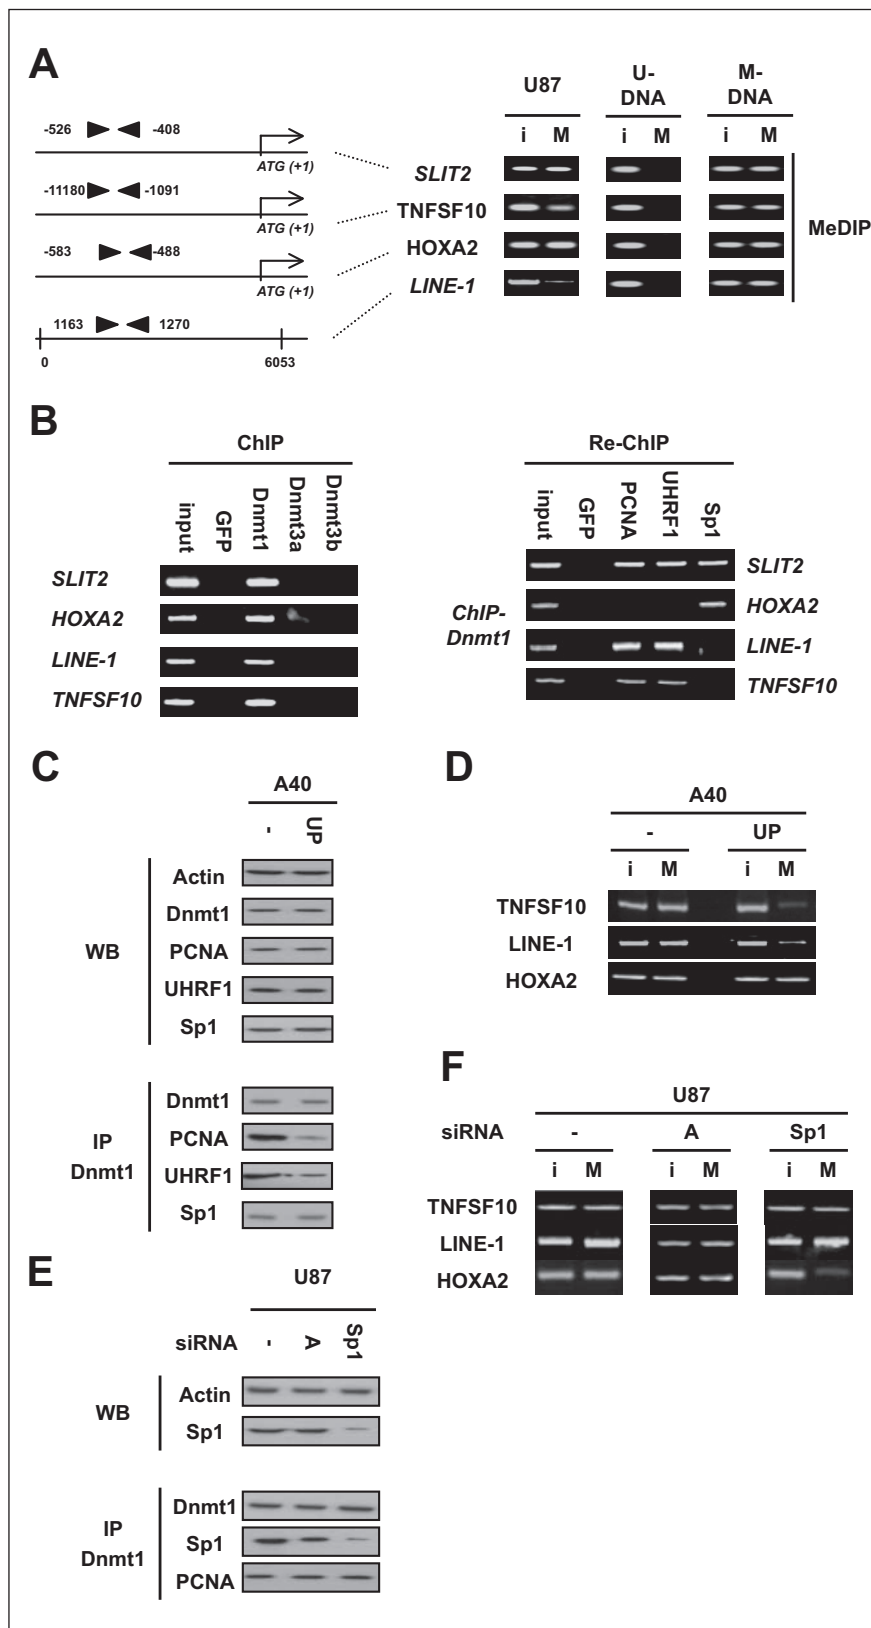 A
U87
U-
DNA
M-
DNA
i M
i M
i M
-526 -408
ATG (+1)
SLIT2
-11180 -1091
ATG (+1)
TNFSF10
-583 -488
ATG (+1)
HOXA2
LINE-1
1163 1270
0 6053
MeDIP
B
ChIP
input GFP Dnmt1 Dnmt3a Dnmt3b
SLIT2
HOXA2
LINE-1
TNFSF10
Re-ChIP
input GFP PCNA UHRF1 Sp1
ChIP-
Dnmt1
SLIT2
HOXA2
LINE-1
TNFSF10
C
A40
- UP
WB
Actin
Dnmt1
PCNA
UHRF1
Sp1
IP
Dnmt1
Dnmt1
PCNA
UHRF1
Sp1
D
A40
- UP
i M i M
TNFSF10
LINE-1
HOXA2
F
U87
siRNA - A Sp1
i M i M i M
TNFSF10
LINE-1
HOXA2
E
U87
siRNA - A Sp1
WB
Actin
Sp1
IP
Dnmt1
Dnmt1
Sp1
PCNA